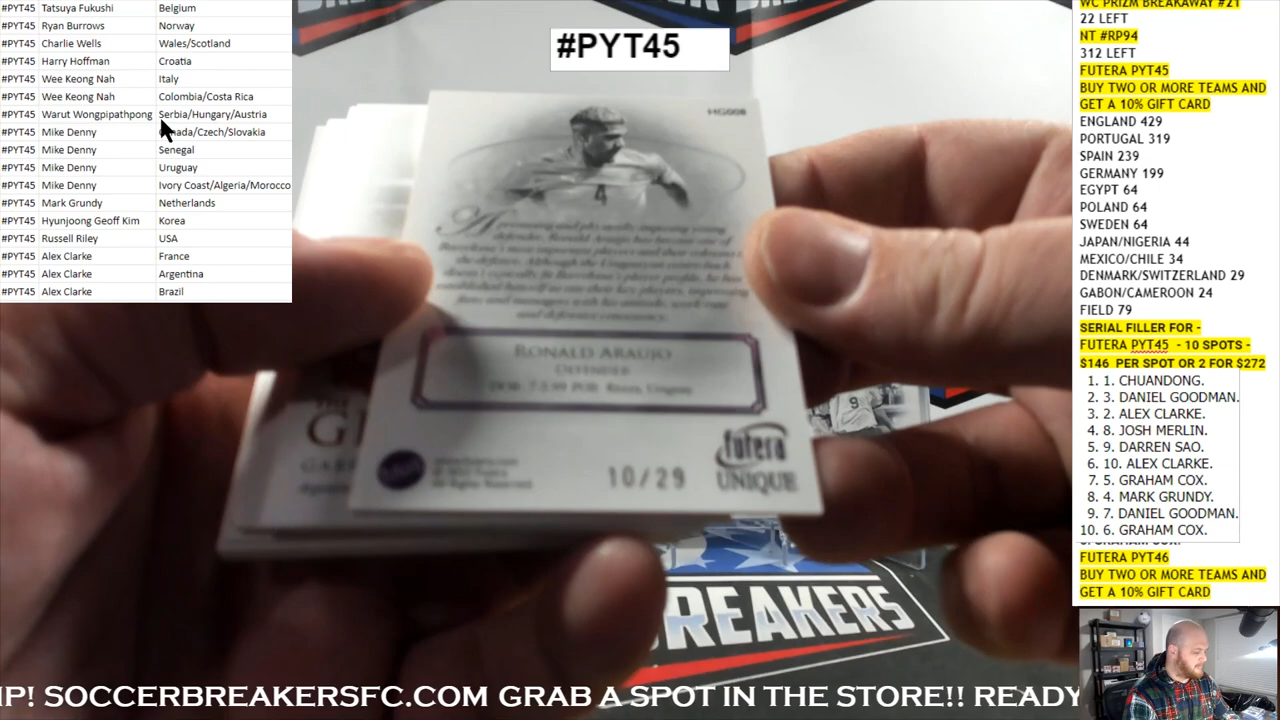 #PYT45 Tatsuya Fukushi Belgium
#PYT45 Ryan Burrows Norway
#PYT45 Charlie Wells Wales/Scotland
#PYT45 Harry Hoffman Croatia
#PYT45 Wee Keong Nah Italy
#PYT45 Wee Keong Nah Colombia/Costa Rica
#PYT45 Warut Wongpipathpong Serbia/Hungary/Austria
#PYT45 Mike Denny nada/Czech/Slovakia
#PYT45 Mike Denny Senegal
#PYT45 Mike Denny Uruguay
#PYT45 Mike Denny Ivory Coast/Algeria/Morocco
#PYT45 Mark Grundy Netherlands
#PYT45 Hyunjoong Geoff Kim Korea
#PYT45 Russell Riley USA
#PYT45 Alex Clarke France
#PYT45 Alex Clarke Argentina
#PYT45 Alex Clarke Brazil
#PYT45
HG008
RONALD ARAUJO
DEFENDER
futera
UNIQUE
10/29
BREAKERS
WC PRIZM BREAKAWAY #21
22 LEFT
NT #RP94
312 LEFT
FUTERA PYT45
BUY TWO OR MORE TEAMS AND
GET A 10% GIFT CARD
ENGLAND 429
PORTUGAL 319
SPAIN 239
GERMANY 199
EGYPT 64
POLAND 64
SWEDEN 64
JAPAN/NIGERIA 44
MEXICO/CHILE 34
DENMARK/SWITZERLAND 29
GABON/CAMEROON 24
FIELD 79
SERIAL FILLER FOR -
FUTERA PYT45 - 10 SPOTS -
$146 PER SPOT OR 2 FOR $272
1. 1. CHUANDONG.
2. 3. DANIEL GOODMAN.
3. 2. ALEX CLARKE.
4. 8. JOSH MERLIN.
5. 9. DARREN SAO.
6. 10. ALEX CLARKE.
7. 5. GRAHAM COX.
8. 4. MARK GRUNDY.
9. 7. DANIEL GOODMAN.
10. 6. GRAHAM COX.
FUTERA PYT46
BUY TWO OR MORE TEAMS AND
GET A 10% GIFT CARD
IP! SOCCERBREAKERSFC.COM GRAB A SPOT IN THE STORE!! READY